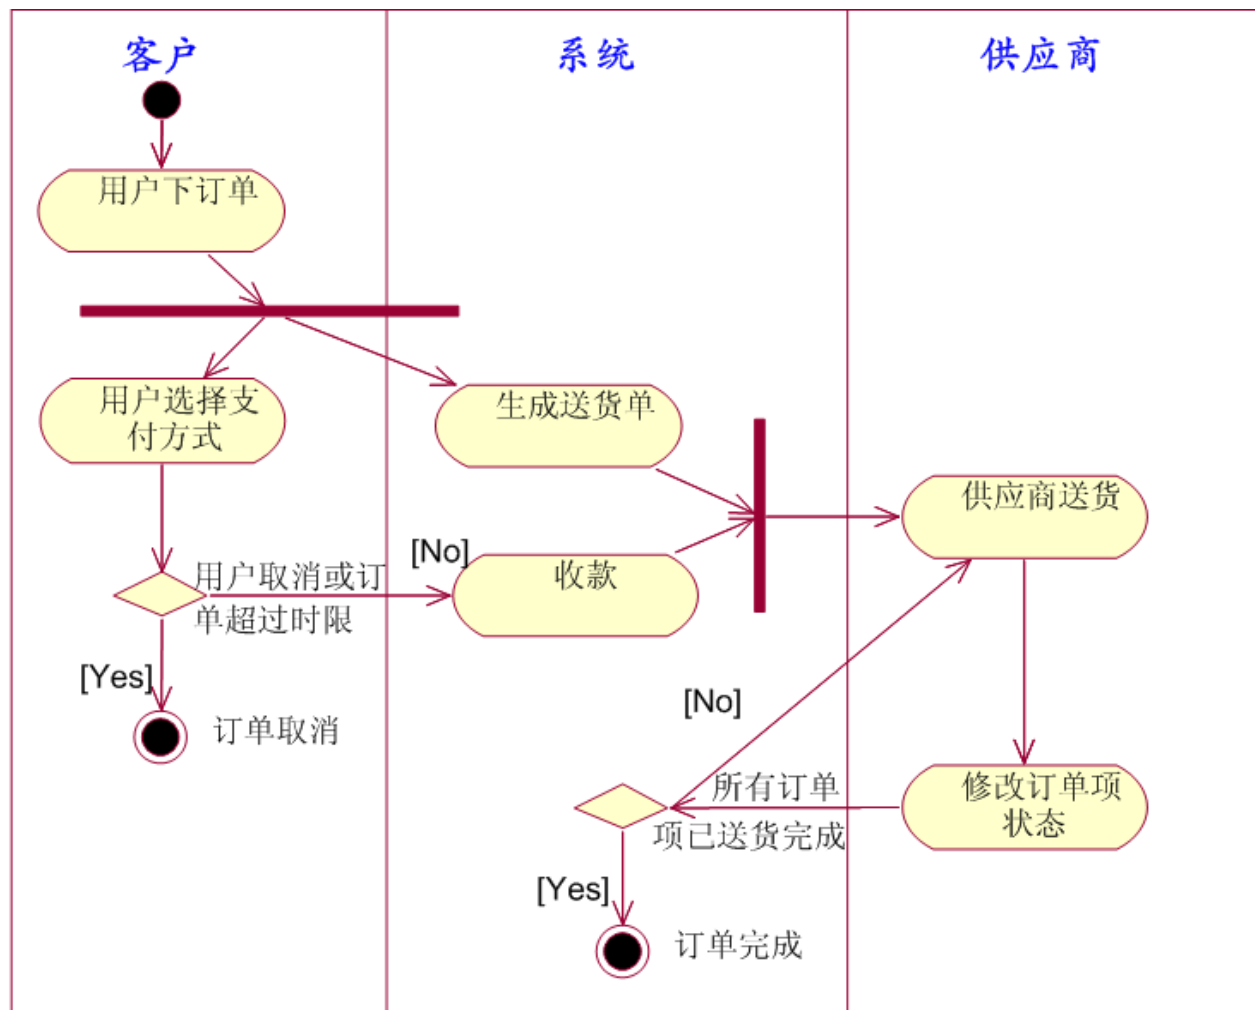 客户
系统
供应商
用户下订单
用户选择支
付方式
生成送货单
供应商送货
[No]
收款
用户取消或订
单超过时限
[Yes]
订单取消
[No]
所有订单
项已送货完成
修改订单项
状态
[Yes]
订单完成